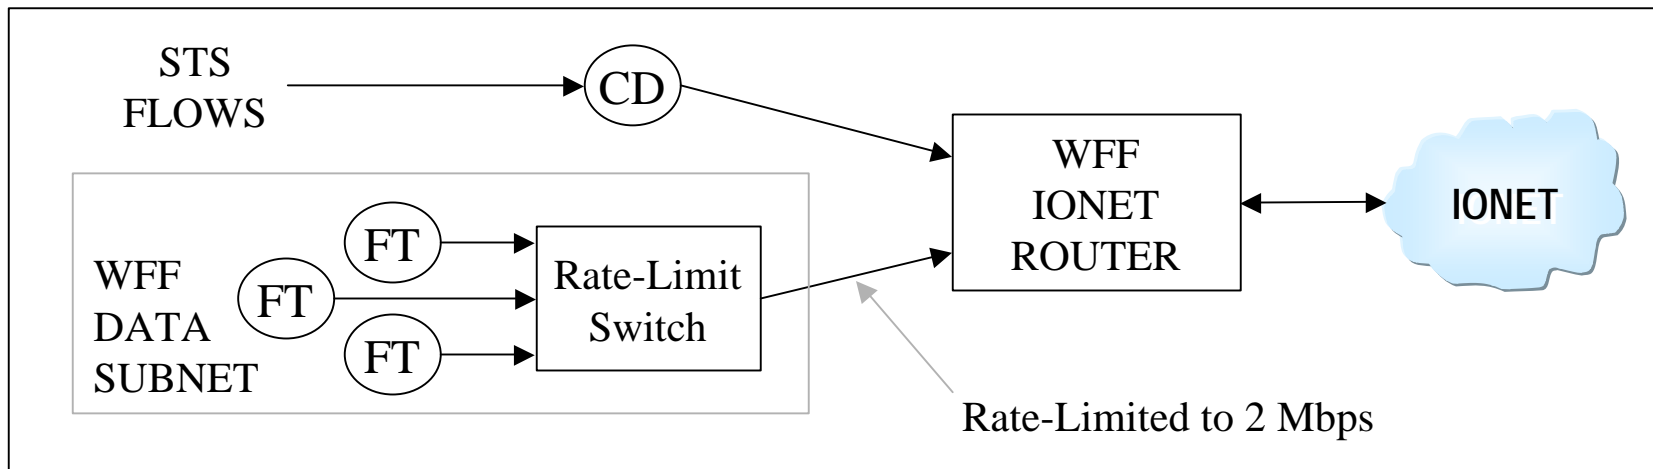 STS
FLOWS
CD
WFF
IONET
ROUTER
IONET
WFF
DATA
SUBNET
FT
FT
FT
Rate-Limit
Switch
Rate-Limited to 2 Mbps